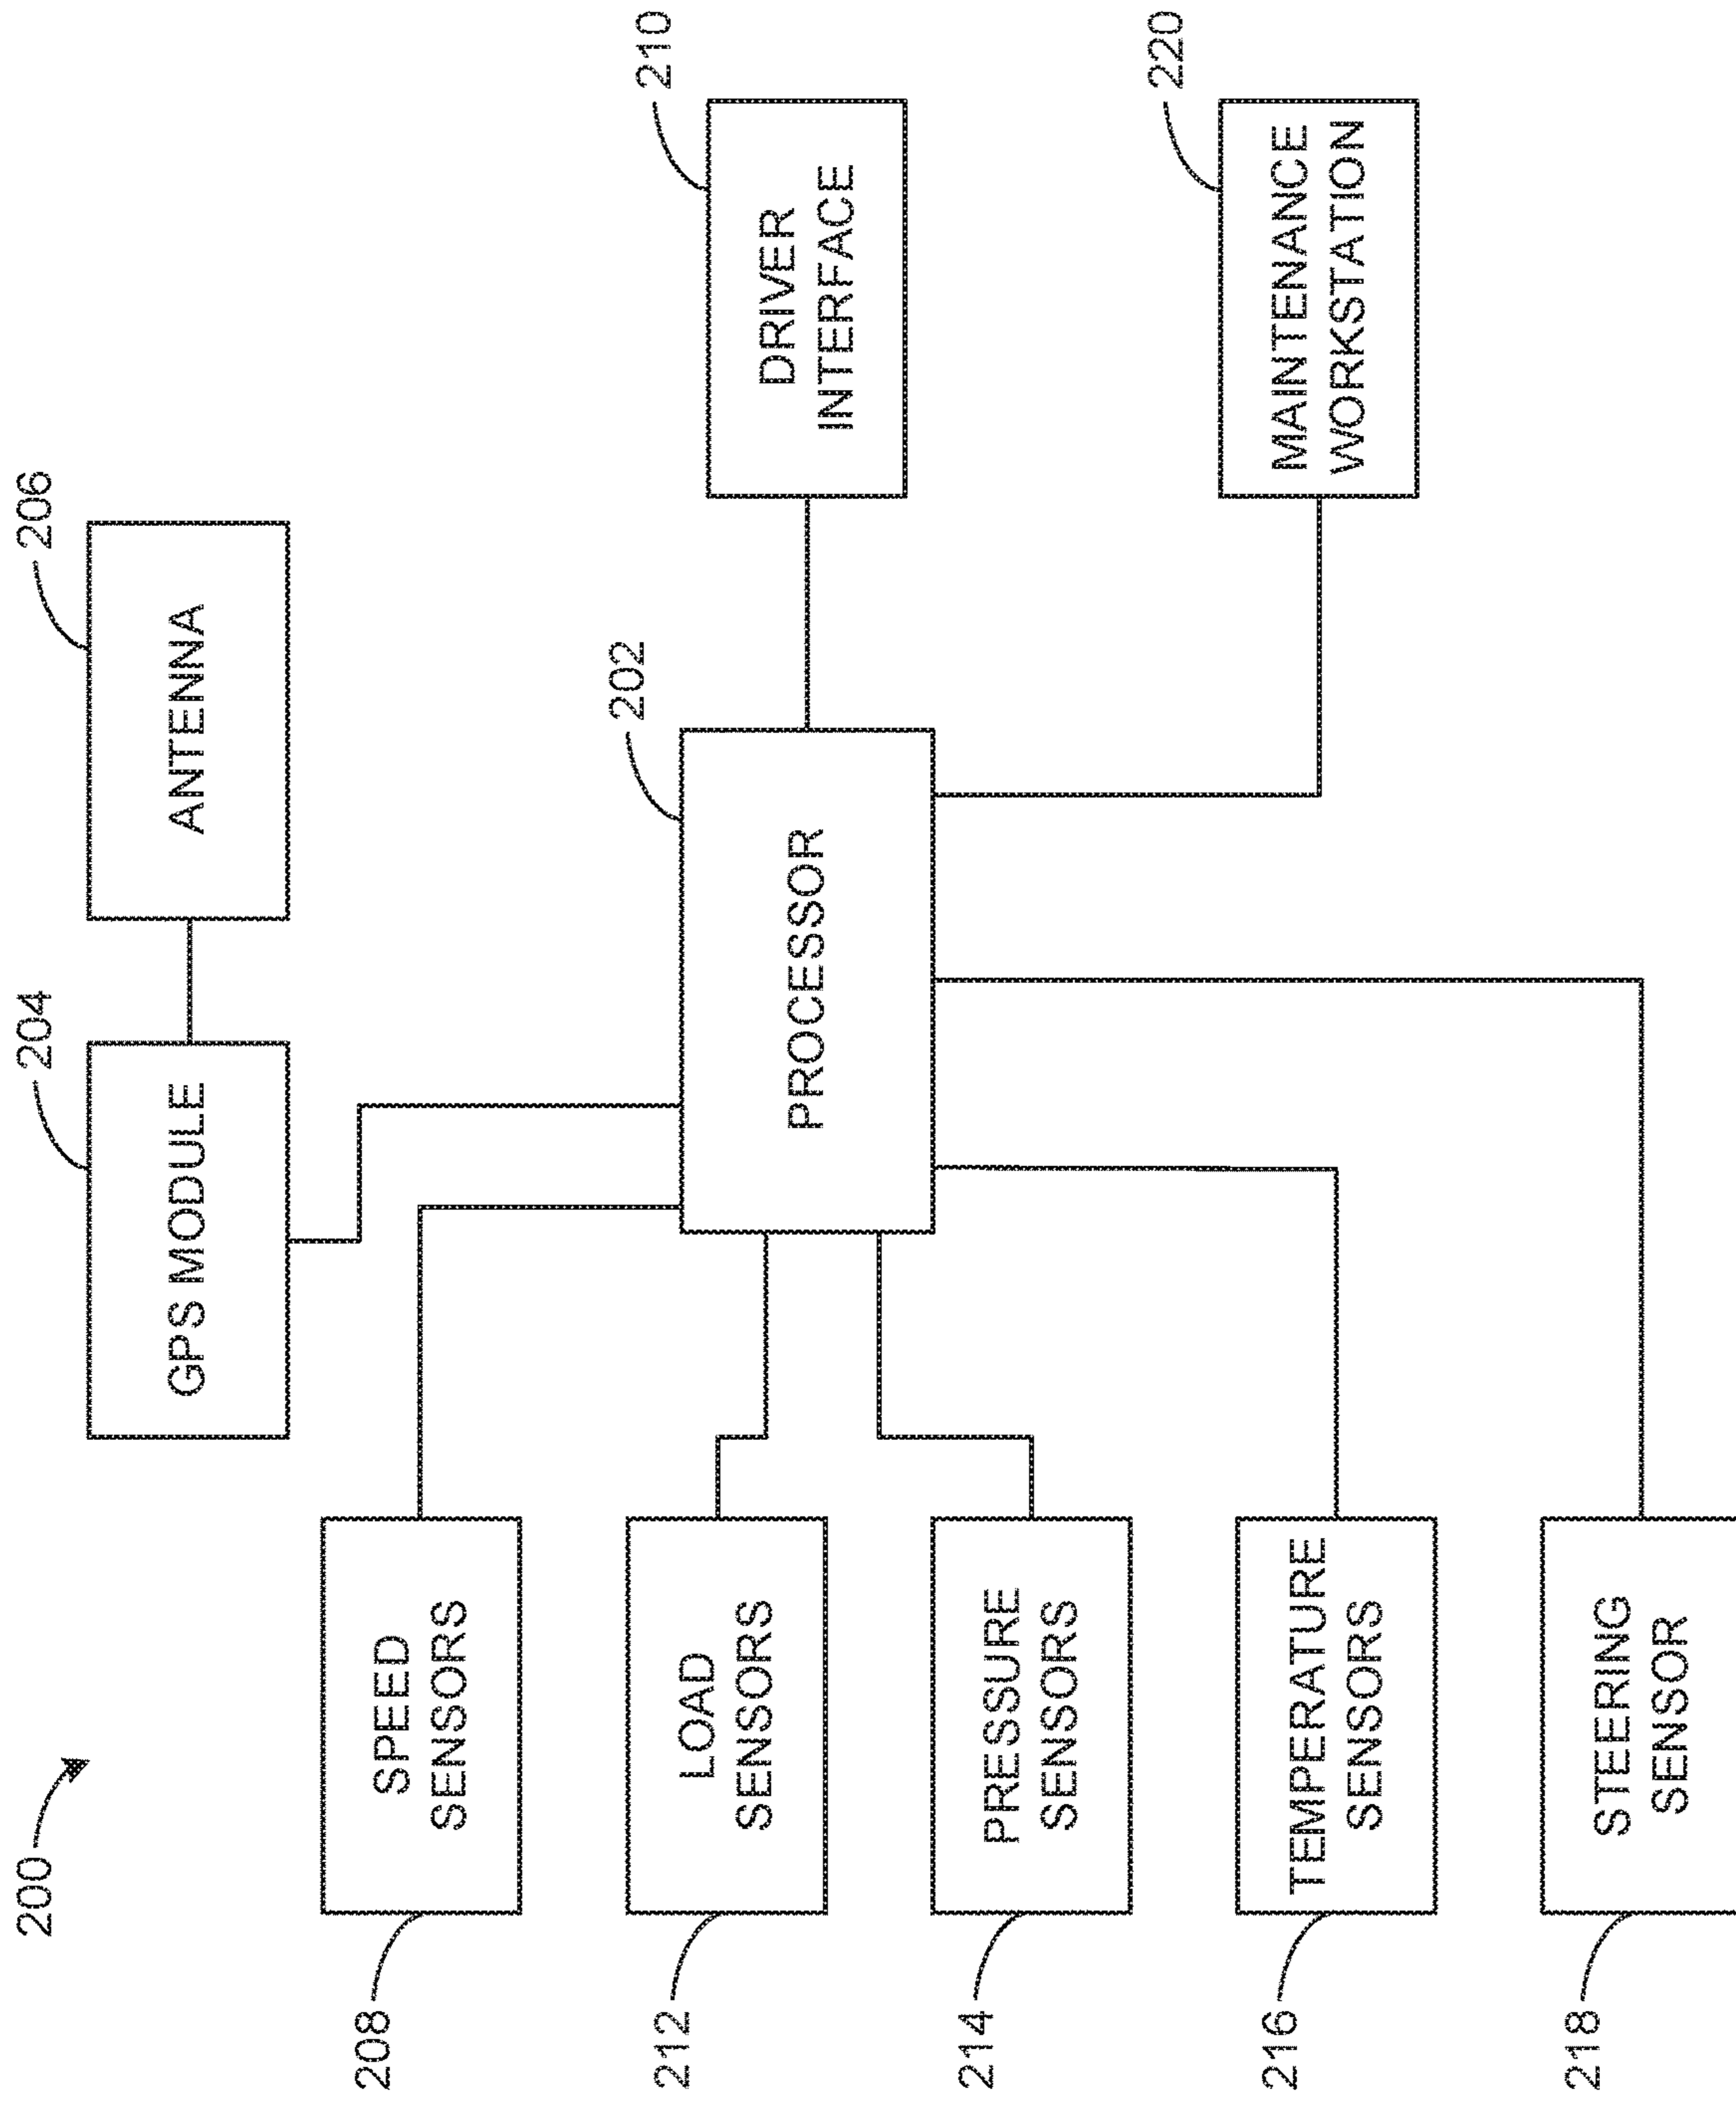 200
204
206
GPS MODULE
ANTENNA
208
SPEED
SENSORS
202
210
PROCESSOR
DRIVER
INTERFACE
212
LOAD
SENSORS
214
PRESSURE
SENSORS
220
MAINTENANCE
WORKSTATION
216
TEMPERATURE
SENSORS
218
STEERING
SENSOR